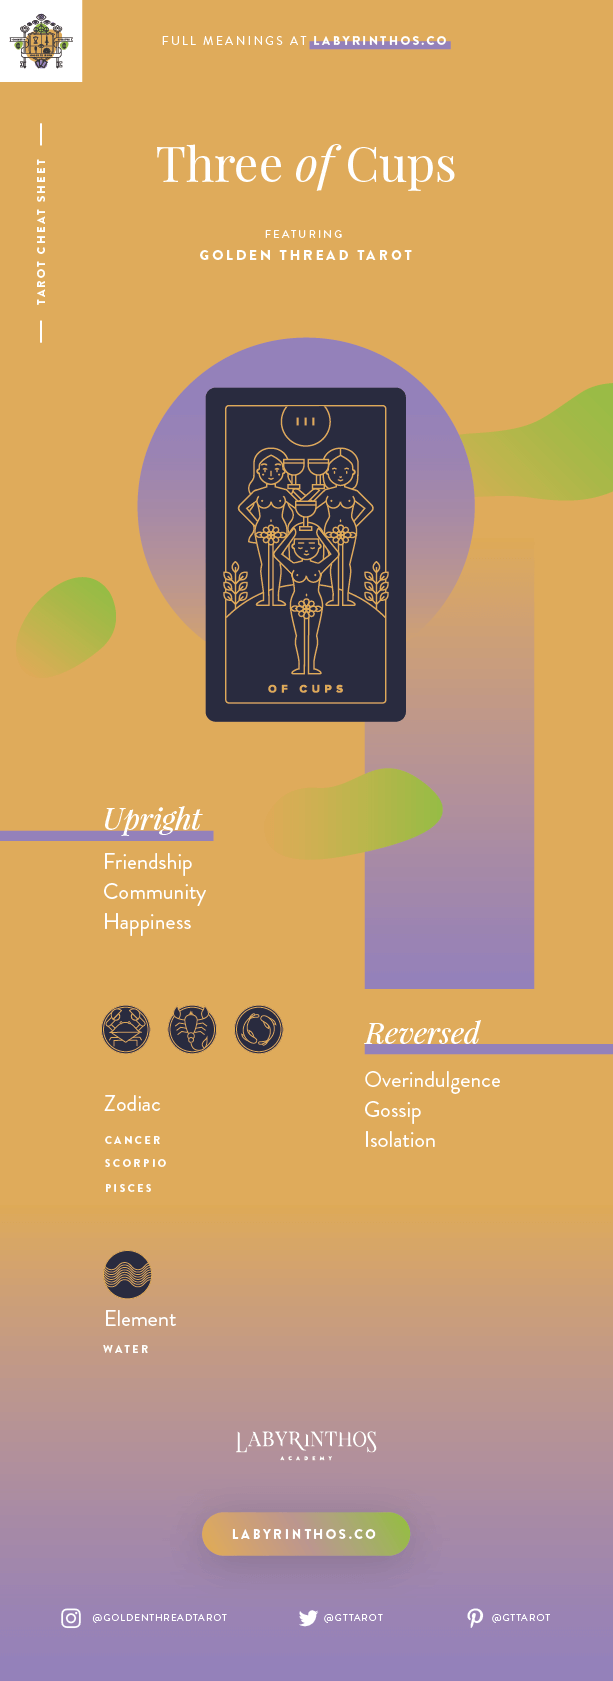 FULL MEANINGS AT LABYRINTHOS.CO
TAROT CHEAT SHEET
Three of Cups
FEATURING
GOLDEN THREAD TAROT
III
OF CUPS
Upright
Friendship
Community
Happiness
Reversed
Overindulgence
Gossip
Isolation
Zodiac
CANCER
SCORPIO
PISCES
Element
WATER
LABYRINTHOS
ACADEMY
LABYRINTHOS.CO
@GOLDENTHREADTAROT
@GTTAROT
@GTTAROT